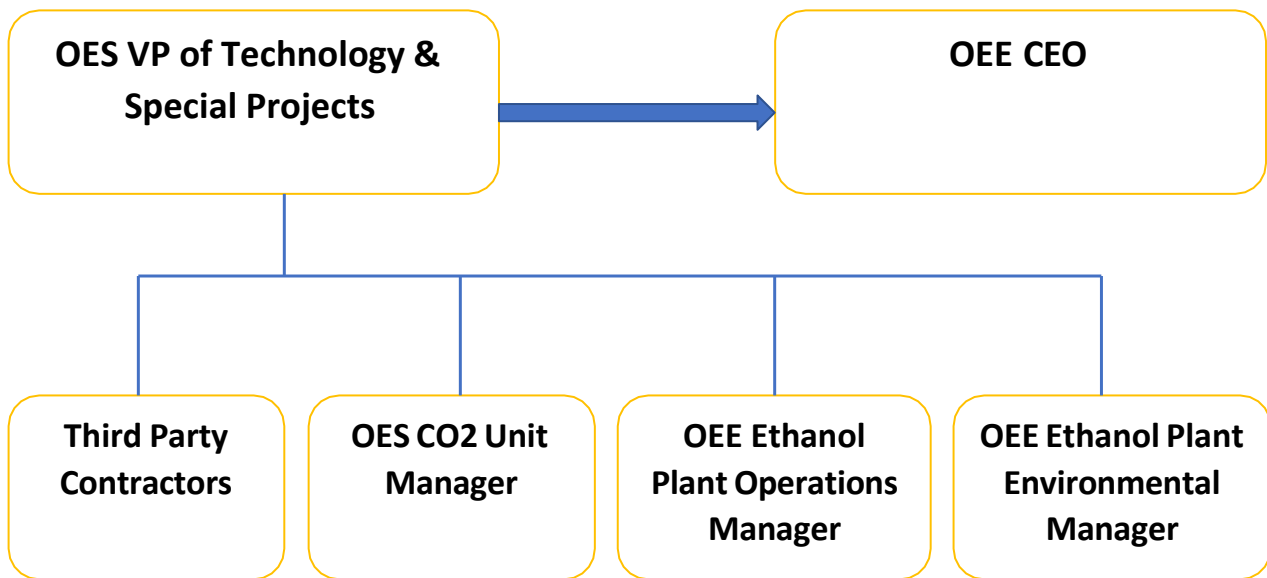 OES VP of Technology &
Special Projects
OEE CEO
Third Party
Contractors
OES CO2 Unit
Manager
OEE Ethanol
Plant Operations
Manager
OEE Ethanol Plant
Environmental
Manager